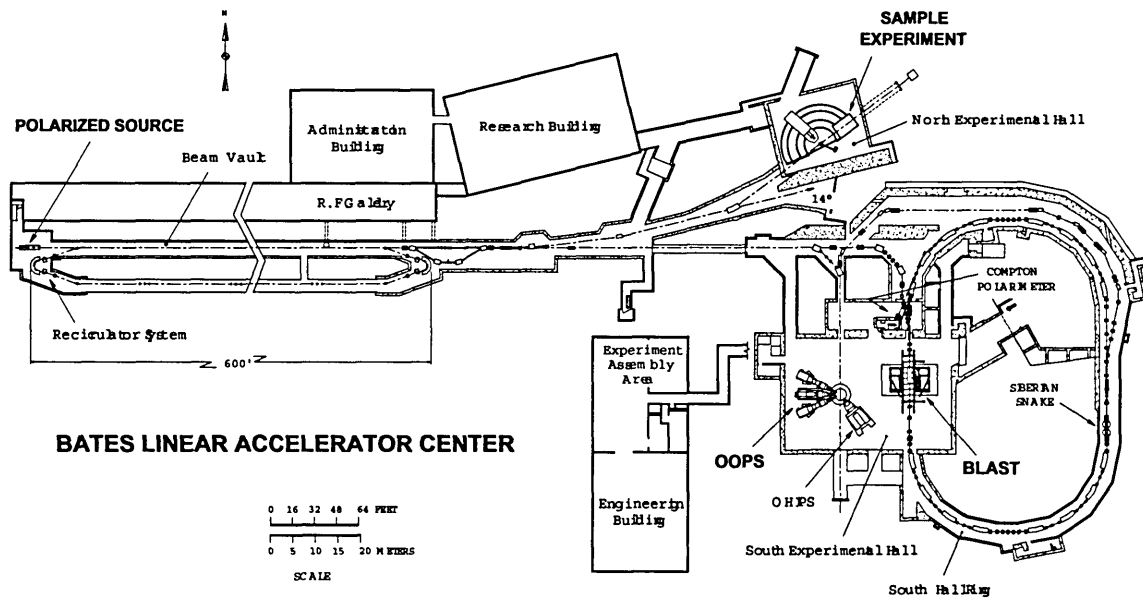 N
SAMPLE
EXPERIMENT
POLARIZED SOURCE
Beam Vault
Administration
Building
Research Building
North Experimental Hall
R.F Gallery
14°
COMPTON
POLARIMETER
Recirculator System
600'
Experiment
Assembly
Area
SIBERIAN
SNAKE
BATES LINEAR ACCELERATOR CENTER
OOPS
OHIPS
BLAST
0 16 32 48 64 FEET
0 5 10 15 20 METERS
SCALE
Engineering
Building
South Experimental Hall
South Hall Ring